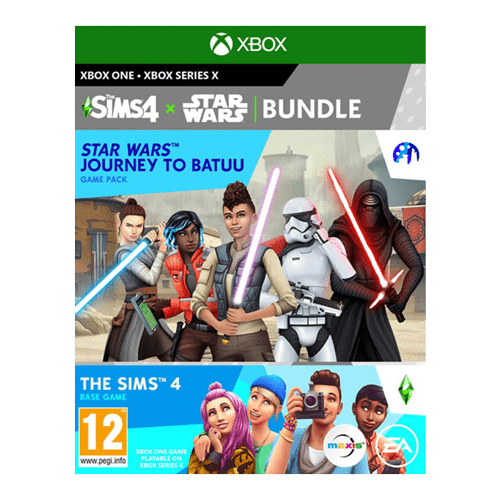 XBOX
XBOX ONE • XBOX SERIES X
The SiMS4 × STAR WARS BUNDLE
STAR WARS™
JOURNEY TO BATUU
GAME PACK
THE SIMS™ 4
BASE GAME
12
www.pegi.info
XBOX ONE GAME
PLAYABLE ON
XBOX SERIES X
maxis™
EA